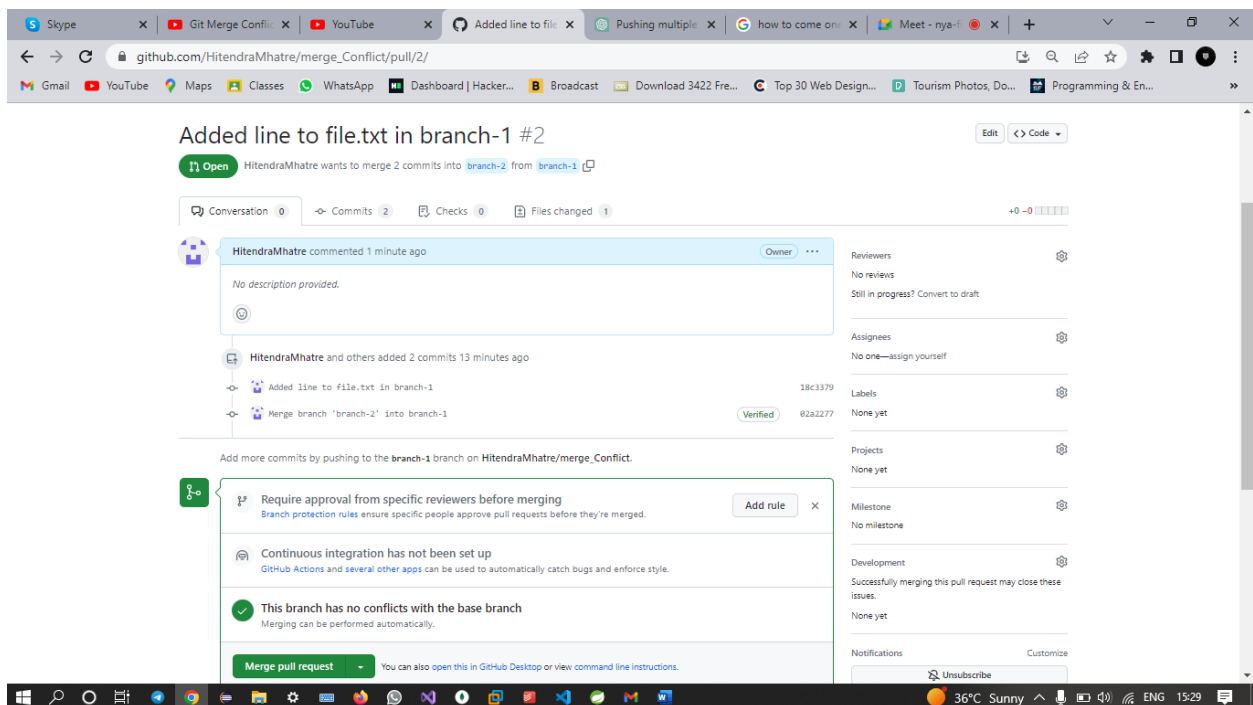 Skype
Git Merge Conflic
YouTube
Added line to file
Pushing multiple
how to come one
Meet - nya-f
github.com/HitendraMhatre/merge_Conflict/pull/2/
Gmail
YouTube
Maps
Classes
WhatsApp
Dashboard | Hacker...
Broadcast
Download 3422 Fre...
Top 30 Web Design...
Tourism Photos, Do...
Programming & En...
»
Added line to file.txt in branch-1 #2
Edit
<> Code
Open
HitendraMhatre wants to merge 2 commits into branch-2 from branch-1
Conversation 0
Commits 2
Checks 0
Files changed 1
+0 −0
HitendraMhatre commented 1 minute ago
Owner
...
No description provided.
HitendraMhatre and others added 2 commits 13 minutes ago
Added line to file.txt in branch-1
18c3379
Merge branch 'branch-2' into branch-1
Verified
02a2277
Add more commits by pushing to the branch-1 branch on HitendraMhatre/merge_Conflict.
Require approval from specific reviewers before merging
Branch protection rules ensure specific people approve pull requests before they're merged.
Add rule
Continuous integration has not been set up
GitHub Actions and several other apps can be used to automatically catch bugs and enforce style.
This branch has no conflicts with the base branch
Merging can be performed automatically.
Merge pull request
You can also open this in GitHub Desktop or view command line instructions.
Reviewers
No reviews
Still in progress? Convert to draft
Assignees
No one—assign yourself
Labels
None yet
Projects
None yet
Milestone
No milestone
Development
Successfully merging this pull request may close these
issues.
None yet
Notifications
Customize
Unsubscribe
36°C Sunny
ENG
15:29